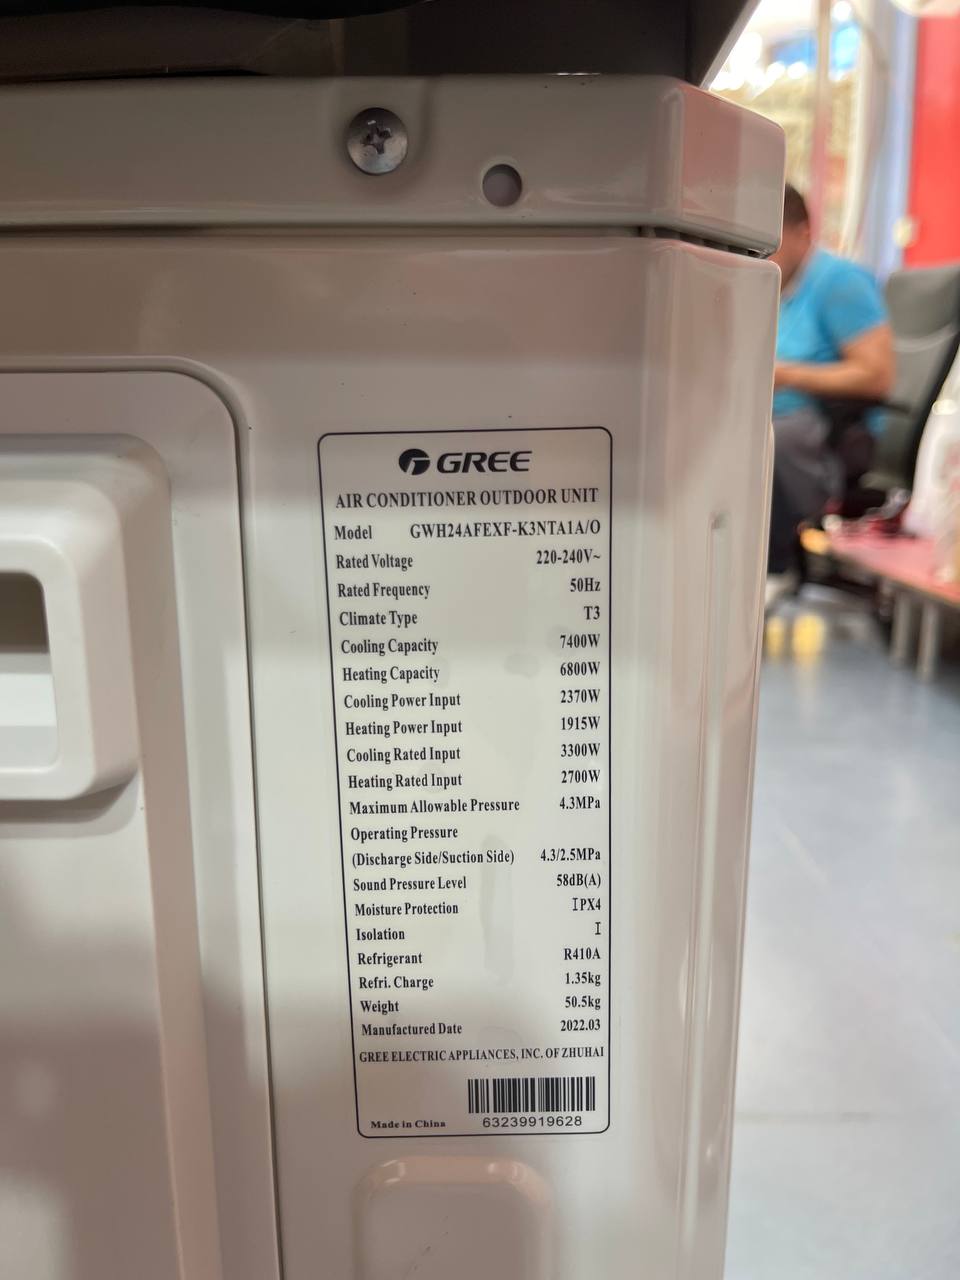 GREE
AIR CONDITIONER OUTDOOR UNIT
Model GWH24AFEXF-K3NTA1A/O
Rated Voltage 220-240V~
Rated Frequency 50Hz
Climate Type T3
Cooling Capacity 7400W
Heating Capacity 6800W
Cooling Power Input 2370W
Heating Power Input 1915W
Cooling Rated Input 3300W
Heating Rated Input 2700W
Maximum Allowable Pressure 4.3MPa
Operating Pressure
(Discharge Side/Suction Side) 4.3/2.5MPa
Sound Pressure Level 58dB(A)
Moisture Protection IPX4
Isolation I
Refrigerant R410A
Refri. Charge 1.35kg
Weight 50.5kg
Manufactured Date 2022.03
GREE ELECTRIC APPLIANCES, INC. OF ZHUHAI
Made in China 63239919628